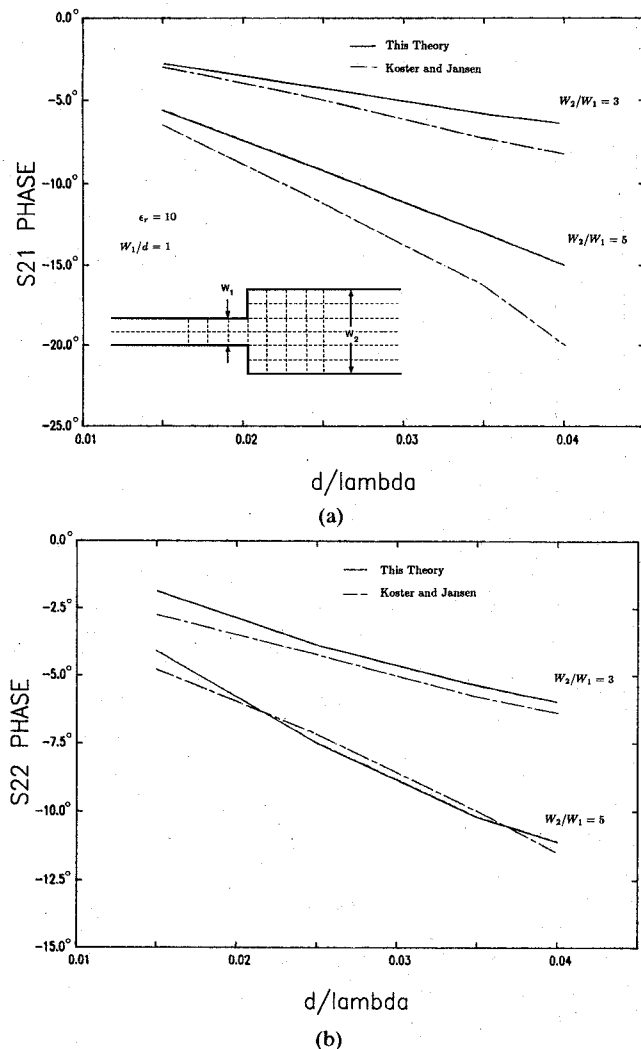 0.0°
-5.0°
-10.0°
-15.0°
-20.0°
-25.0°
S21 PHASE
This Theory
Koster and Jansen
W₂/W₁ = 3
W₂/W₁ = 5
ϵᵣ = 10
W₁/d = 1
W₁
W₂
0.01 0.02 0.03 0.04
d/lambda
(a)
0.0°
-2.5°
-5.0°
-7.5°
-10.0°
-12.5°
-15.0°
S22 PHASE
This Theory
Koster and Jansen
W₂/W₁ = 3
W₂/W₁ = 5
0.01 0.02 0.03 0.04
d/lambda
(b)